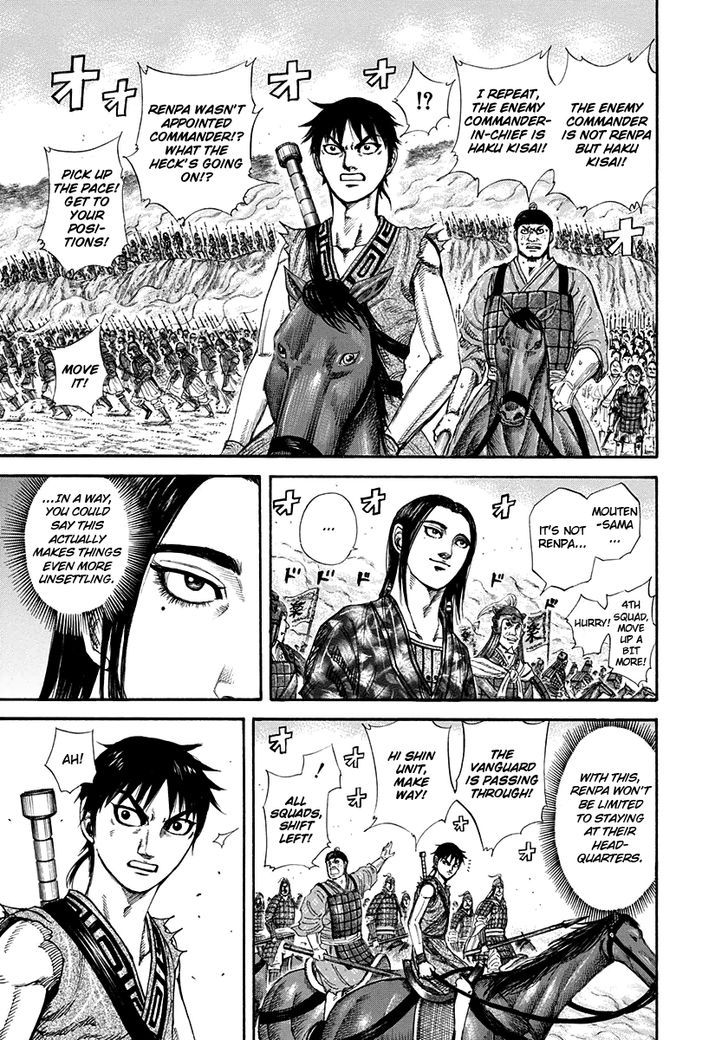 THE ENEMY
COMMANDER
IS NOT RENPA
BUT HAKU
KISAI!
I REPEAT,
THE ENEMY
COMMANDER-
IN-CHIEF IS
HAKU KISAI!
!?
RENPA WASN'T
APPOINTED
COMMANDER!?
WHAT THE
HECK'S GOING
ON!?
PICK UP
THE PACE!
GET TO
YOUR
POSI-
TIONS!
MOVE
IT!
オ
オ
オ
オ
MOUTEN
-SAMA
...
IT'S NOT
RENPA...
...
4TH
SQUAD,
MOVE
UP A
BIT
MORE!
HURRY!
オ
オ
オ
ド
ド
...IN A WAY,
YOU COULD
SAY THIS
ACTUALLY
MAKES THINGS
EVEN MORE
UNSETTLING.
WITH THIS,
RENPA WON'T
BE LIMITED
TO STAYING
AT THEIR
HEAD-
QUARTERS.
THE
VANGUARD
IS PASSING
THROUGH!
HI SHIN
UNIT,
MAKE
WAY!
ALL
SQUADS,
SHIFT
LEFT!
オ
オ
オ
オ
AH!